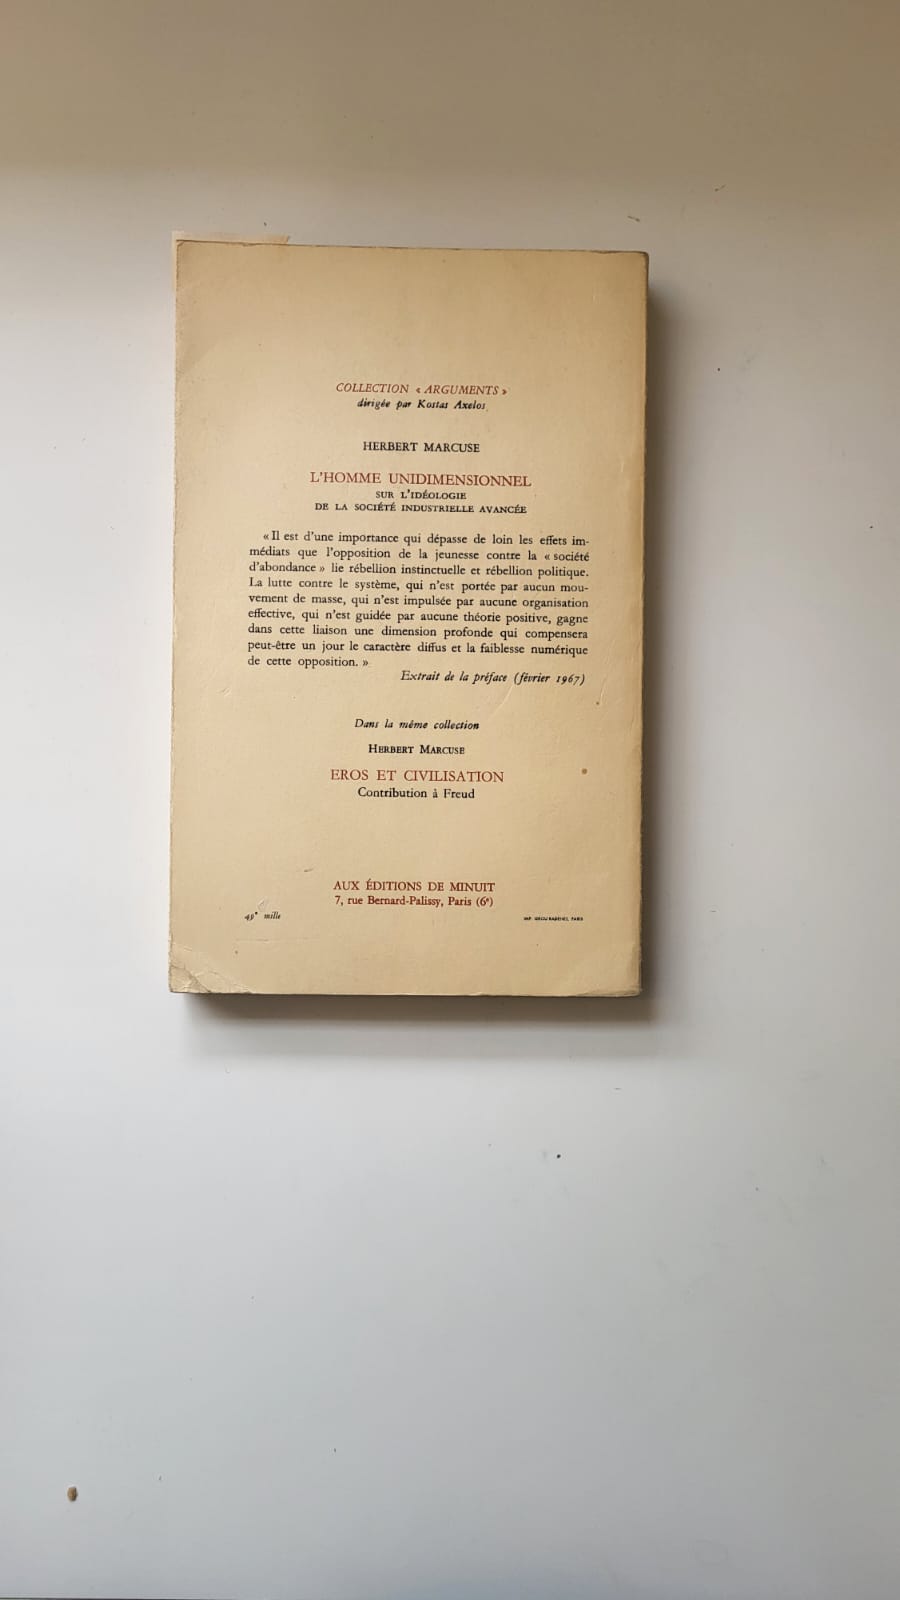 COLLECTION « ARGUMENTS »
dirigée par Kostas Axelos
HERBERT MARCUSE
L'HOMME UNIDIMENSIONNEL
SUR L'IDÉOLOGIE
DE LA SOCIÉTÉ INDUSTRIELLE AVANCÉE
« Il est d'une importance qui dépasse de loin les effets im-
médiats que l'opposition de la jeunesse contre la « société
d'abondance » lie rébellion instinctuelle et rébellion politique.
La lutte contre le système, qui n'est portée par aucun mou-
vement de masse, qui n'est impulsée par aucune organisation
effective, qui n'est guidée par aucune théorie positive, gagne
dans cette liaison une dimension profonde qui compensera
peut-être un jour le caractère diffus et la faiblesse numérique
de cette opposition. »
Extrait de la préface (février 1967)
Dans la même collection
HERBERT MARCUSE
EROS ET CIVILISATION
Contribution à Freud
AUX ÉDITIONS DE MINUIT
7, rue Bernard-Palissy, Paris (6e)
49e mille
IMP. PARIS